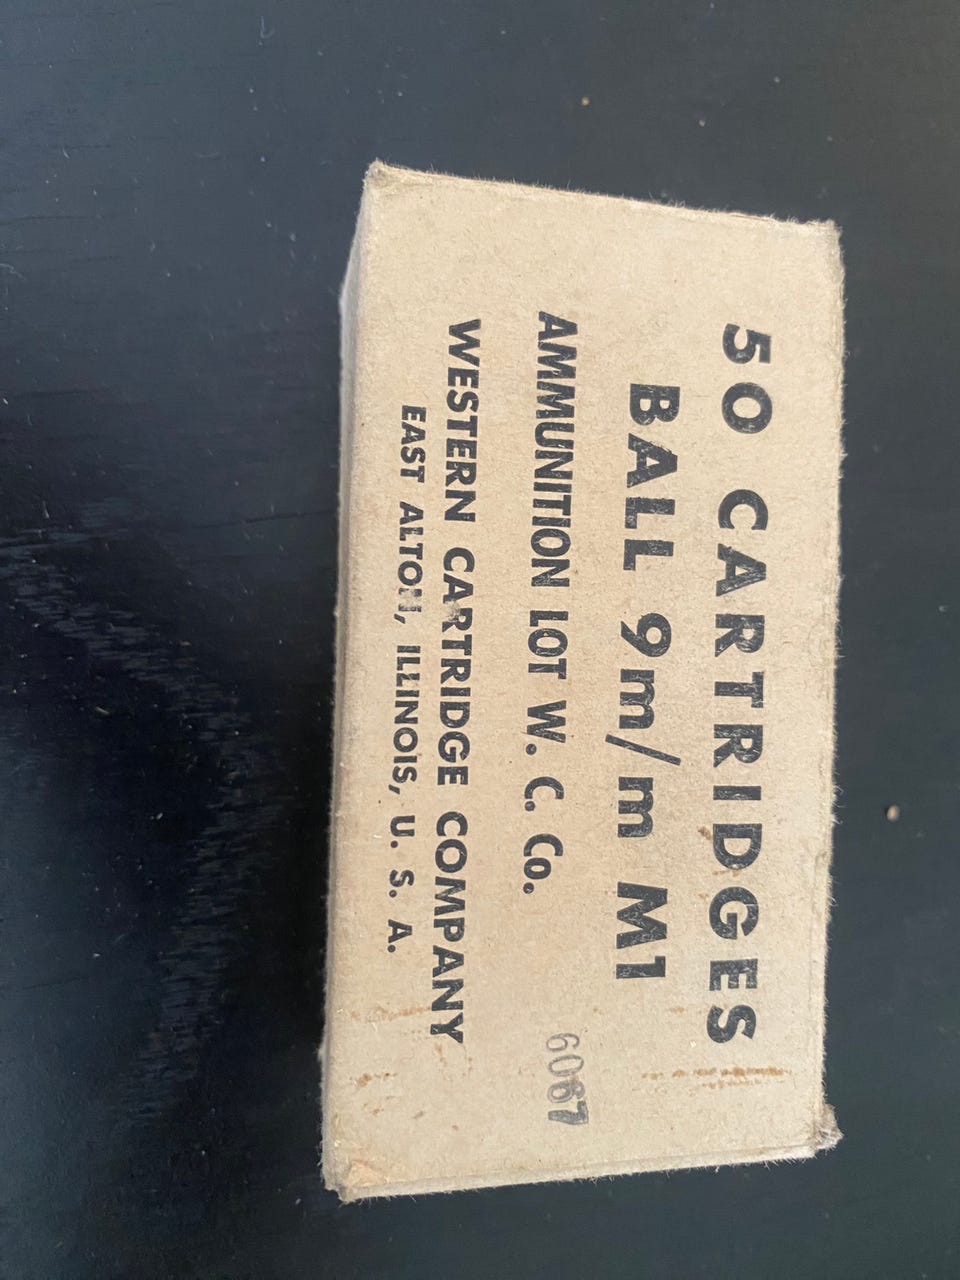 50 CARTRIDGES
BALL 9m/m M1
AMMUNITION LOT W. C. Co. 6067
WESTERN CARTRIDGE COMPANY
EAST ALTON, ILLINOIS, U. S. A.